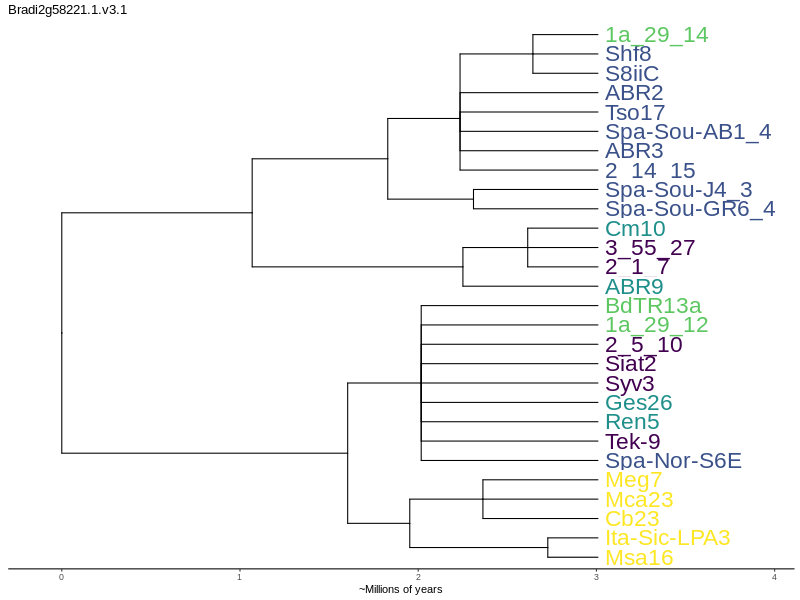 Bradi2g58221.1.v3.1
1a_29_14
Shf8
S8iiC
ABR2
Tso17
Spa-Sou-AB1_4
ABR3
2_14_15
Spa-Sou-J4_3
Spa-Sou-GR6_4
Cm10
3_55_27
2_1_7
ABR9
BdTR13a
1a_29_12
2_5_10
Siat2
Syv3
Ges26
Ren5
Tek-9
Spa-Nor-S6E
Meg7
Mca23
Cb23
Ita-Sic-LPA3
Msa16
0 1 2 3 4
~Millions of years